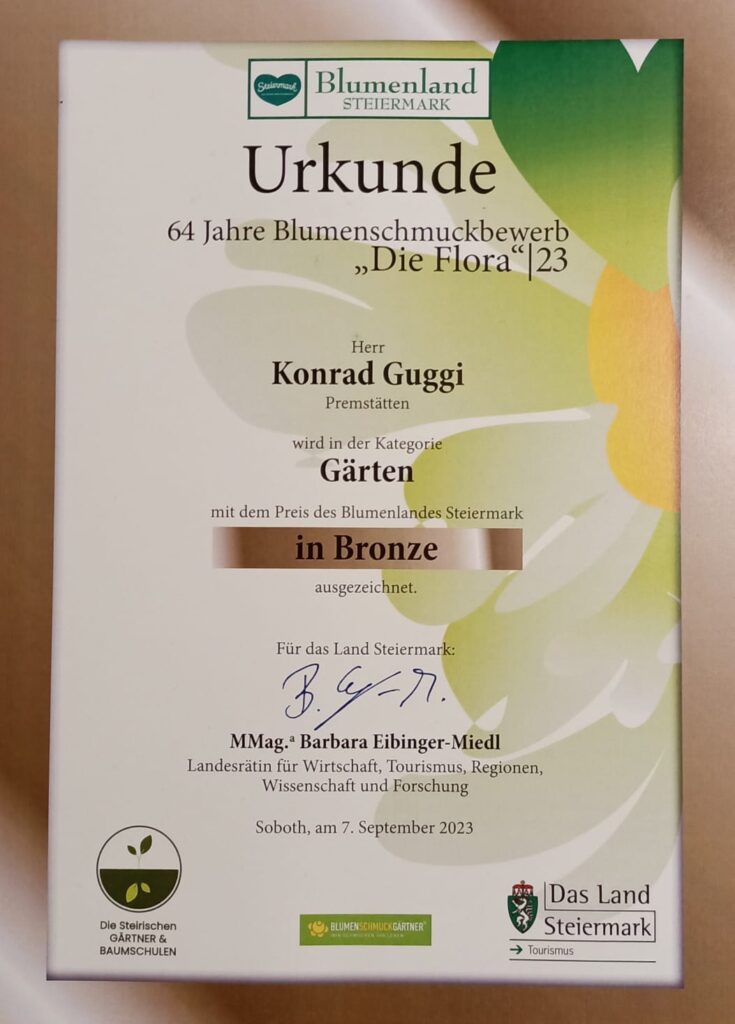 Steiermark
Blumenland
STEIERMARK
Urkunde
64 Jahre Blumenschmuckbewerb
„Die Flora“|23
Herr
Konrad Guggi
Premstätten
wird in der Kategorie
Gärten
mit dem Preis des Blumenlandes Steiermark
in Bronze
ausgezeichnet.
Für das Land Steiermark:
MMag.ᵃ Barbara Eibinger-Miedl
Landesrätin für Wirtschaft, Tourismus, Regionen,
Wissenschaft und Forschung
Soboth, am 7. September 2023
Die Steirischen
GÄRTNER &
BAUMSCHULEN
BLUMENSCHMUCKGÄRTNER
Das Land
Steiermark
→ Tourismus